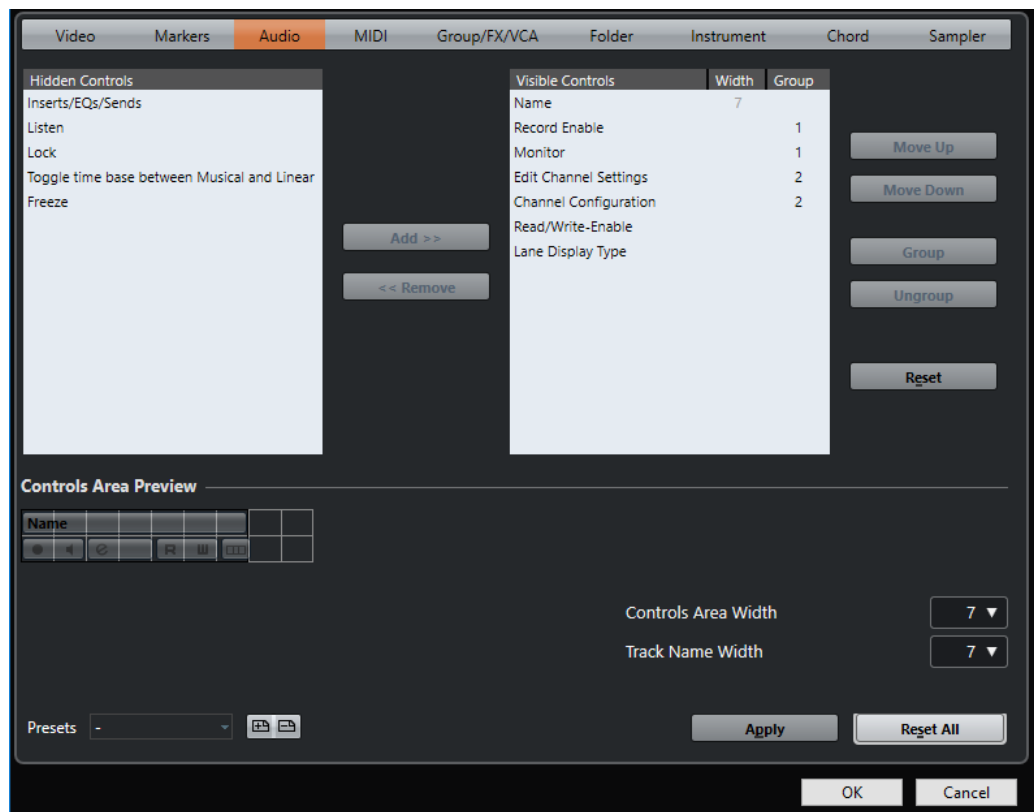 Video Markers Audio MIDI Group/FX/VCA Folder Instrument Chord Sampler
Hidden Controls
Inserts/EQs/Sends
Listen
Lock
Toggle time base between Musical and Linear
Freeze
Add >>
<< Remove
Visible Controls Width Group
Name 7
Record Enable 1
Monitor 1
Edit Channel Settings 2
Channel Configuration 2
Read/Write-Enable
Lane Display Type
Move Up
Move Down
Group
Ungroup
Reset
Controls Area Preview
Name
e R W
Controls Area Width 7
Track Name Width 7
Presets -
Apply
Reset All
OK Cancel